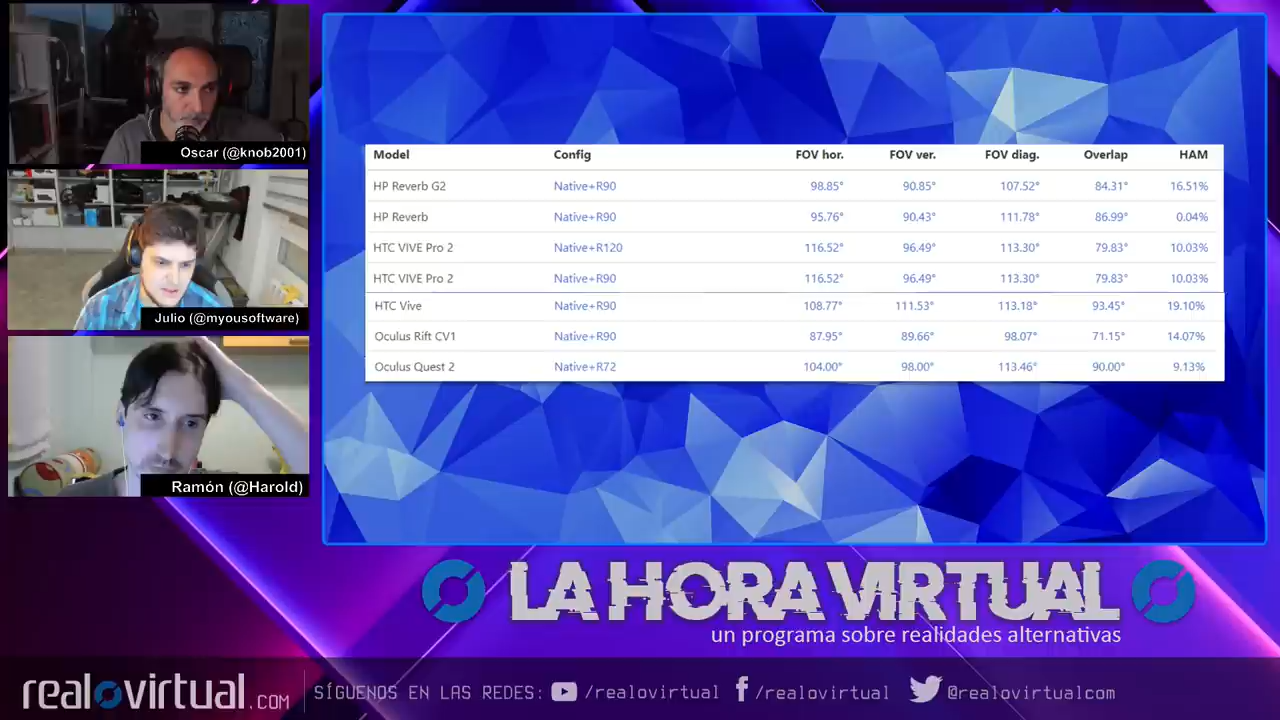 Oscar (@knob2001)
Julio (@myousoftware)
Ramón (@Harold)
Model Config FOV hor. FOV ver. FOV diag. Overlap HAM
HP Reverb G2 Native+R90 98.85° 90.85° 107.52° 84.31° 16.51%
HP Reverb Native+R90 95.76° 90.43° 111.78° 86.99° 0.04%
HTC VIVE Pro 2 Native+R120 116.52° 96.49° 113.30° 79.83° 10.03%
HTC VIVE Pro 2 Native+R90 116.52° 96.49° 113.30° 79.83° 10.03%
HTC Vive Native+R90 108.77° 111.53° 113.18° 93.45° 19.10%
Oculus Rift CV1 Native+R90 87.95° 89.66° 98.07° 71.15° 14.07%
Oculus Quest 2 Native+R72 104.00° 98.00° 113.46° 90.00° 9.13%
LA HORA VIRTUAL
un programa sobre realidades alternativas
realovirtual.COM SÍGUENOS EN LAS REDES: /realovirtual /realovirtual @realovirtualcom